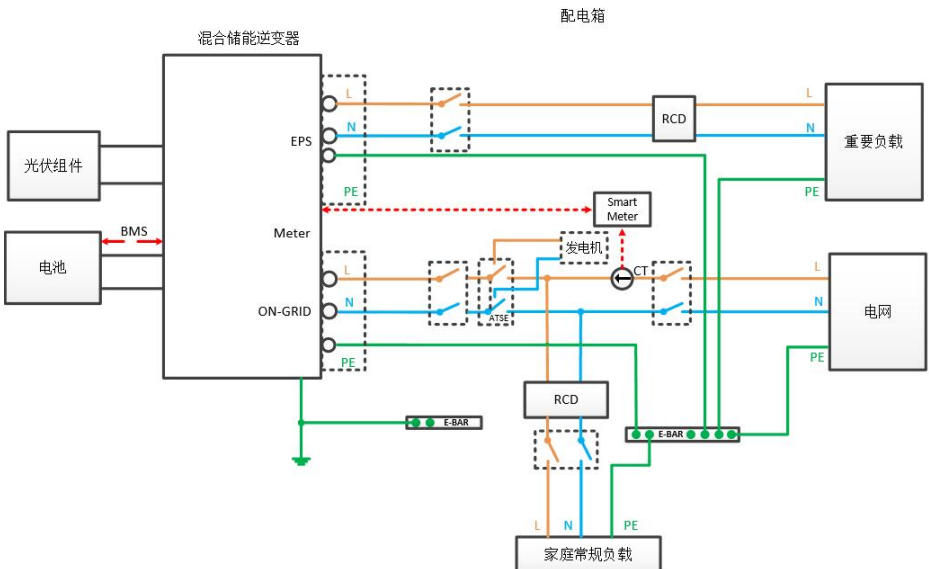 配电箱
混合储能逆变器
L
L
N
RCD
N
EPS
重要负载
光伏组件
PE
PE
Smart
Meter
BMS
Meter
发电机
电池
L
CT
L
N
N
ON-GRID
ATSE
电网
PE
PE
RCD
E-BAR
E-BAR
L
N
PE
家庭常规负载